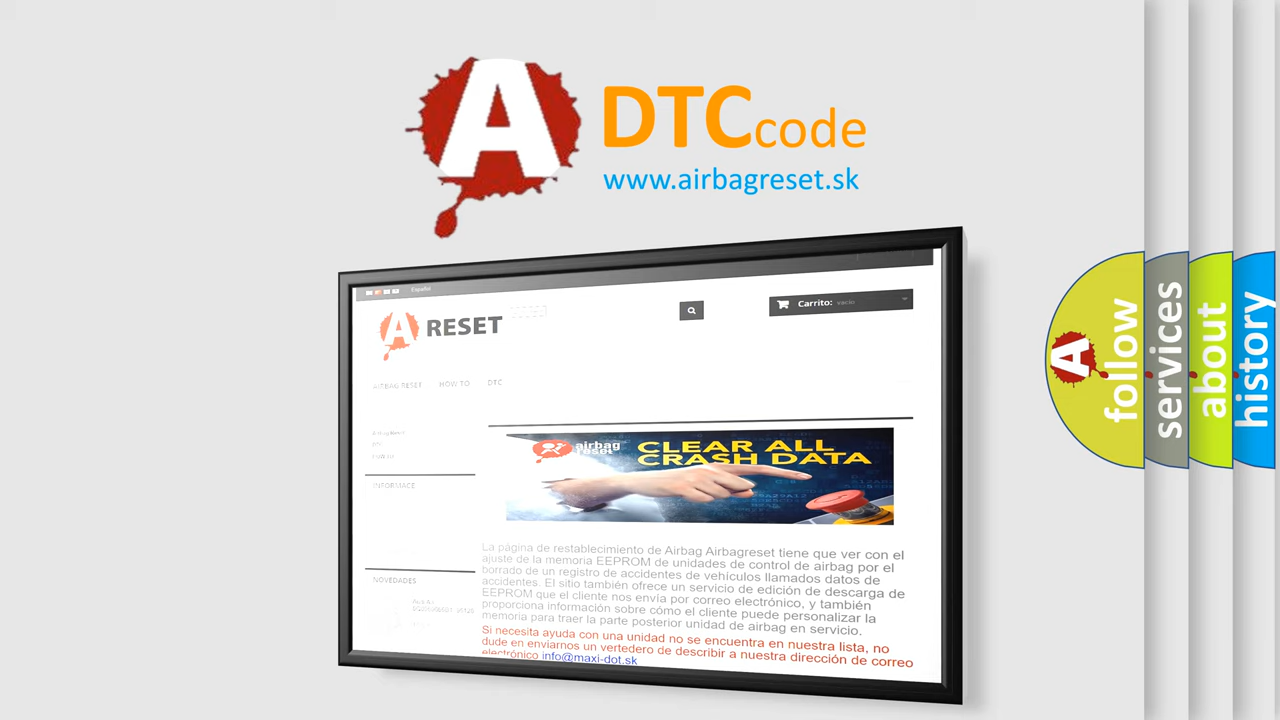 A DTCcode
www.airbagreset.sk
Español
A RESET
Carrito: vacío
AIRBAG RESET HOW TO DTC
Airbag Reset
INFORMACE
NOVEDADES
airbag
reset
CLEAR ALL
CRASH DATA
La página de restablecimiento de Airbag Airbagreset tiene que ver con el
ajuste de la memoria EEPROM de unidades de control de airbag por el
borrado de un registro de accidentes de vehículos llamados datos de
accidentes. El sitio también ofrece un servicio de edición de descarga de
EEPROM que el cliente nos envía por correo electrónico, y también
proporciona información sobre cómo el cliente puede personalizar la
memoria para traer la parte posterior unidad de airbag en servicio.
Si necesita ayuda con una unidad no se encuentra en nuestra lista, no
dude en enviarnos un vertedero de describir a nuestra dirección de correo
electrónico info@maxi-dot.sk
A follow
services
about
history